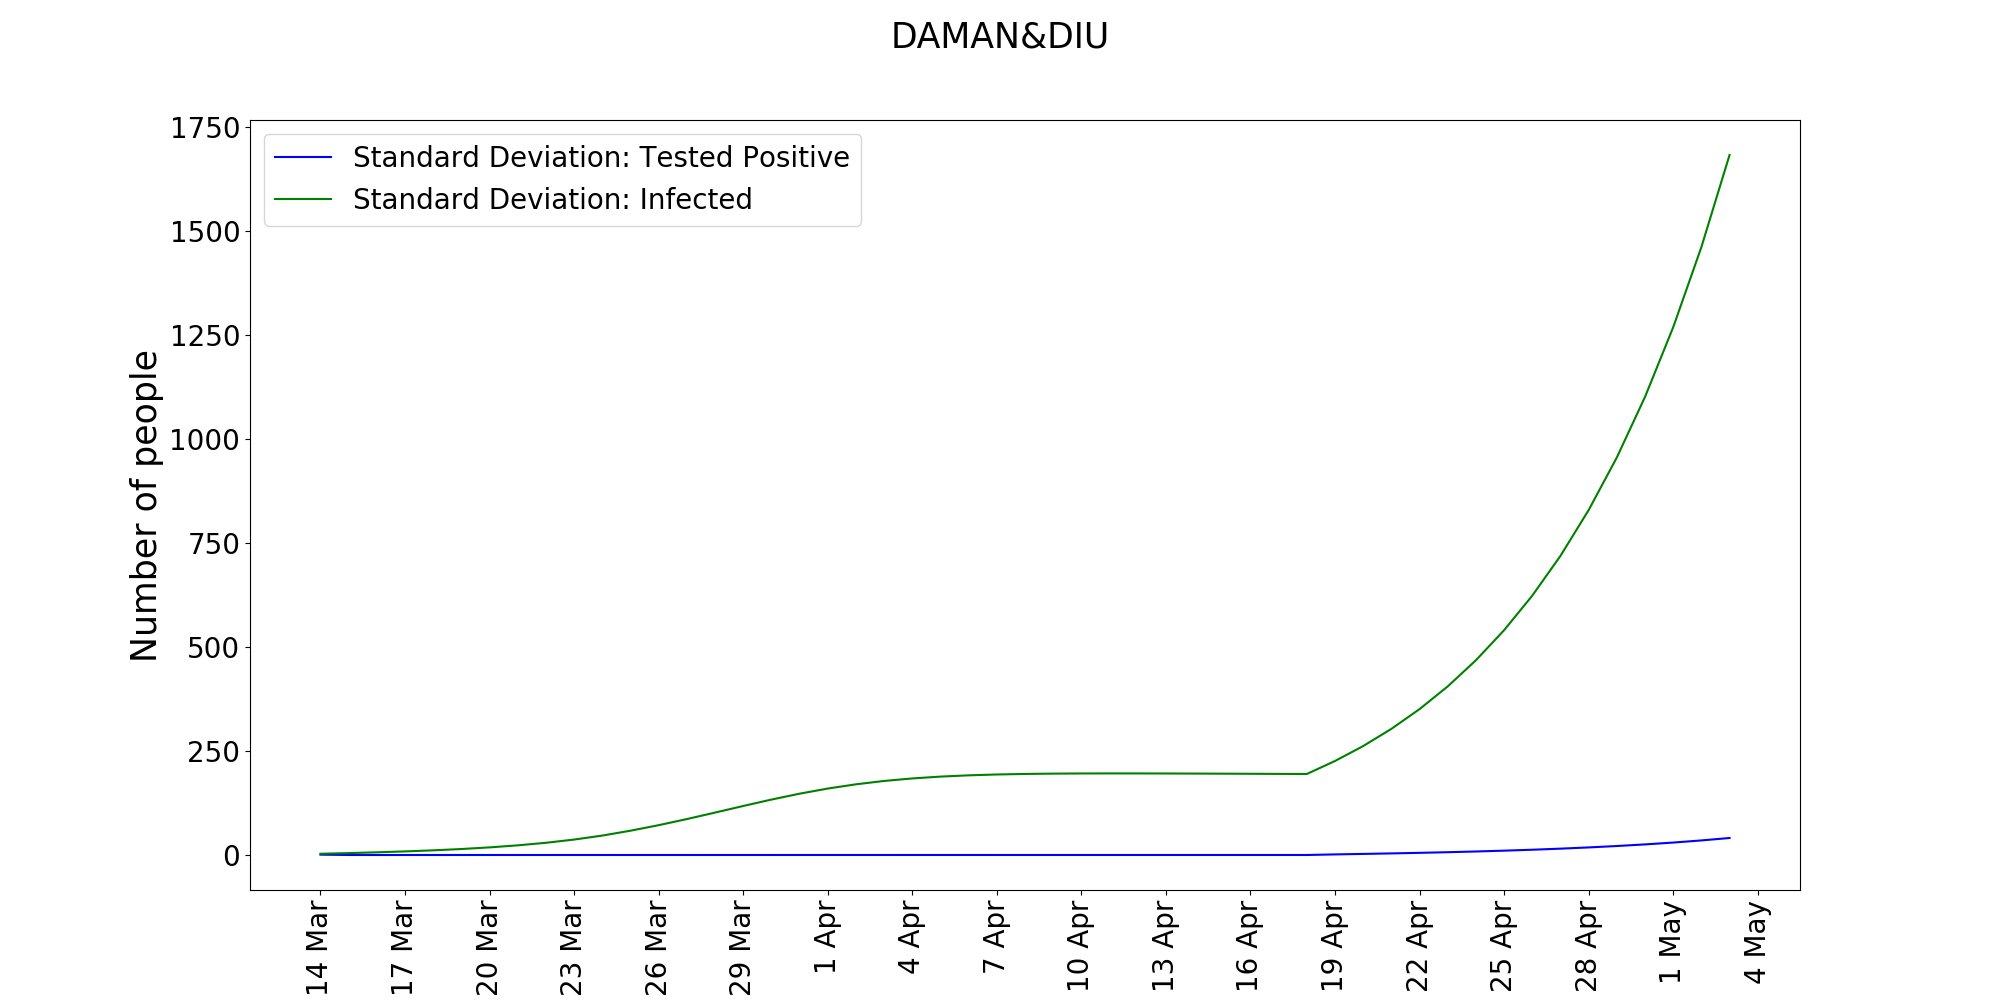 DAMAN&DIU
Standard Deviation: Tested Positive
Standard Deviation: Infected
Number of people
1750
1500
1250
1000
750
500
250
0
14 Mar
17 Mar
20 Mar
23 Mar
26 Mar
29 Mar
1 Apr
4 Apr
7 Apr
10 Apr
13 Apr
16 Apr
19 Apr
22 Apr
25 Apr
28 Apr
1 May
4 May